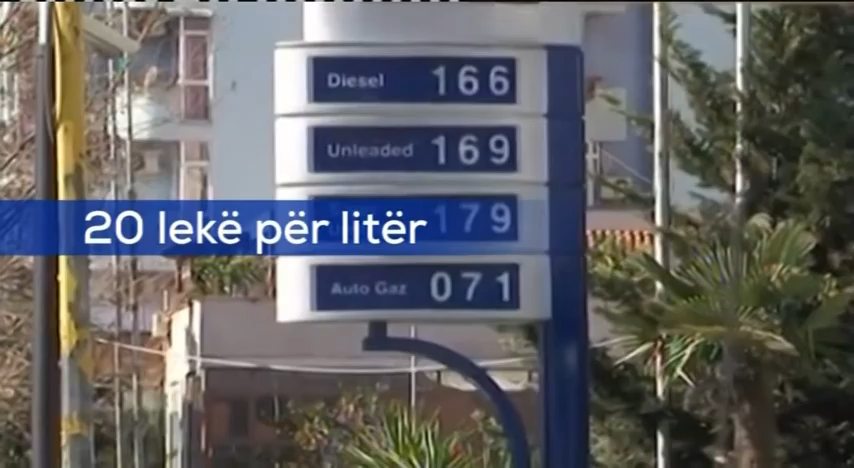 Diesel 166
Unleaded 169
20 lekë për litër 179
Auto Gaz 071